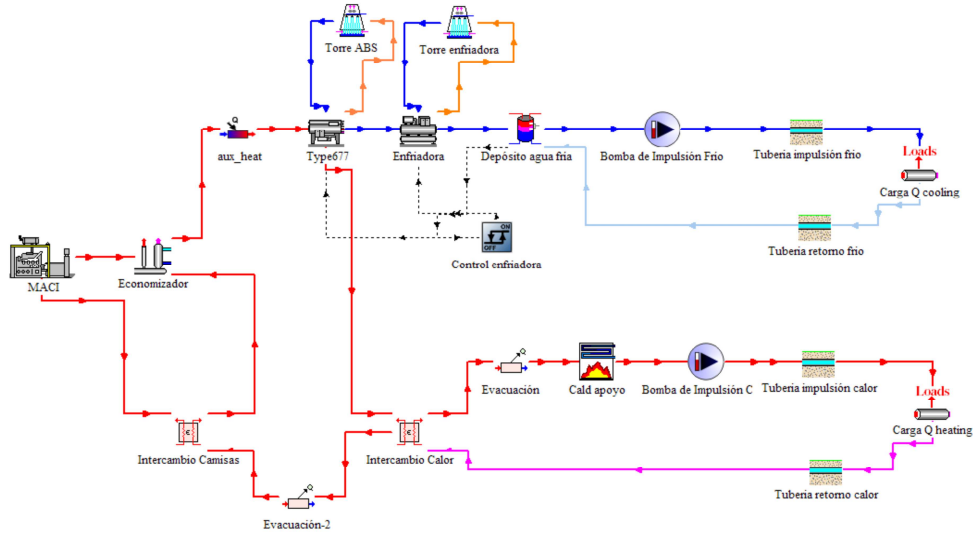 Torre ABS
Torre enfriadora
Q
aux_heat
Type677
Enfriadora
Depósito agua fria
Bomba de Impulsión Frio
Tuberia impulsión frio
Loads
Carga Q cooling
ON
OFF
Control enfriadora
Tuberia retorno frio
MACI
Economizador
Q
Evacuación
Cald apoyo
Bomba de Impulsión C
Tuberia impulsión calor
Loads
Carga Q heating
ε
Intercambio Camisas
ε
Intercambio Calor
Tuberia retorno calor
Q
Evacuación-2